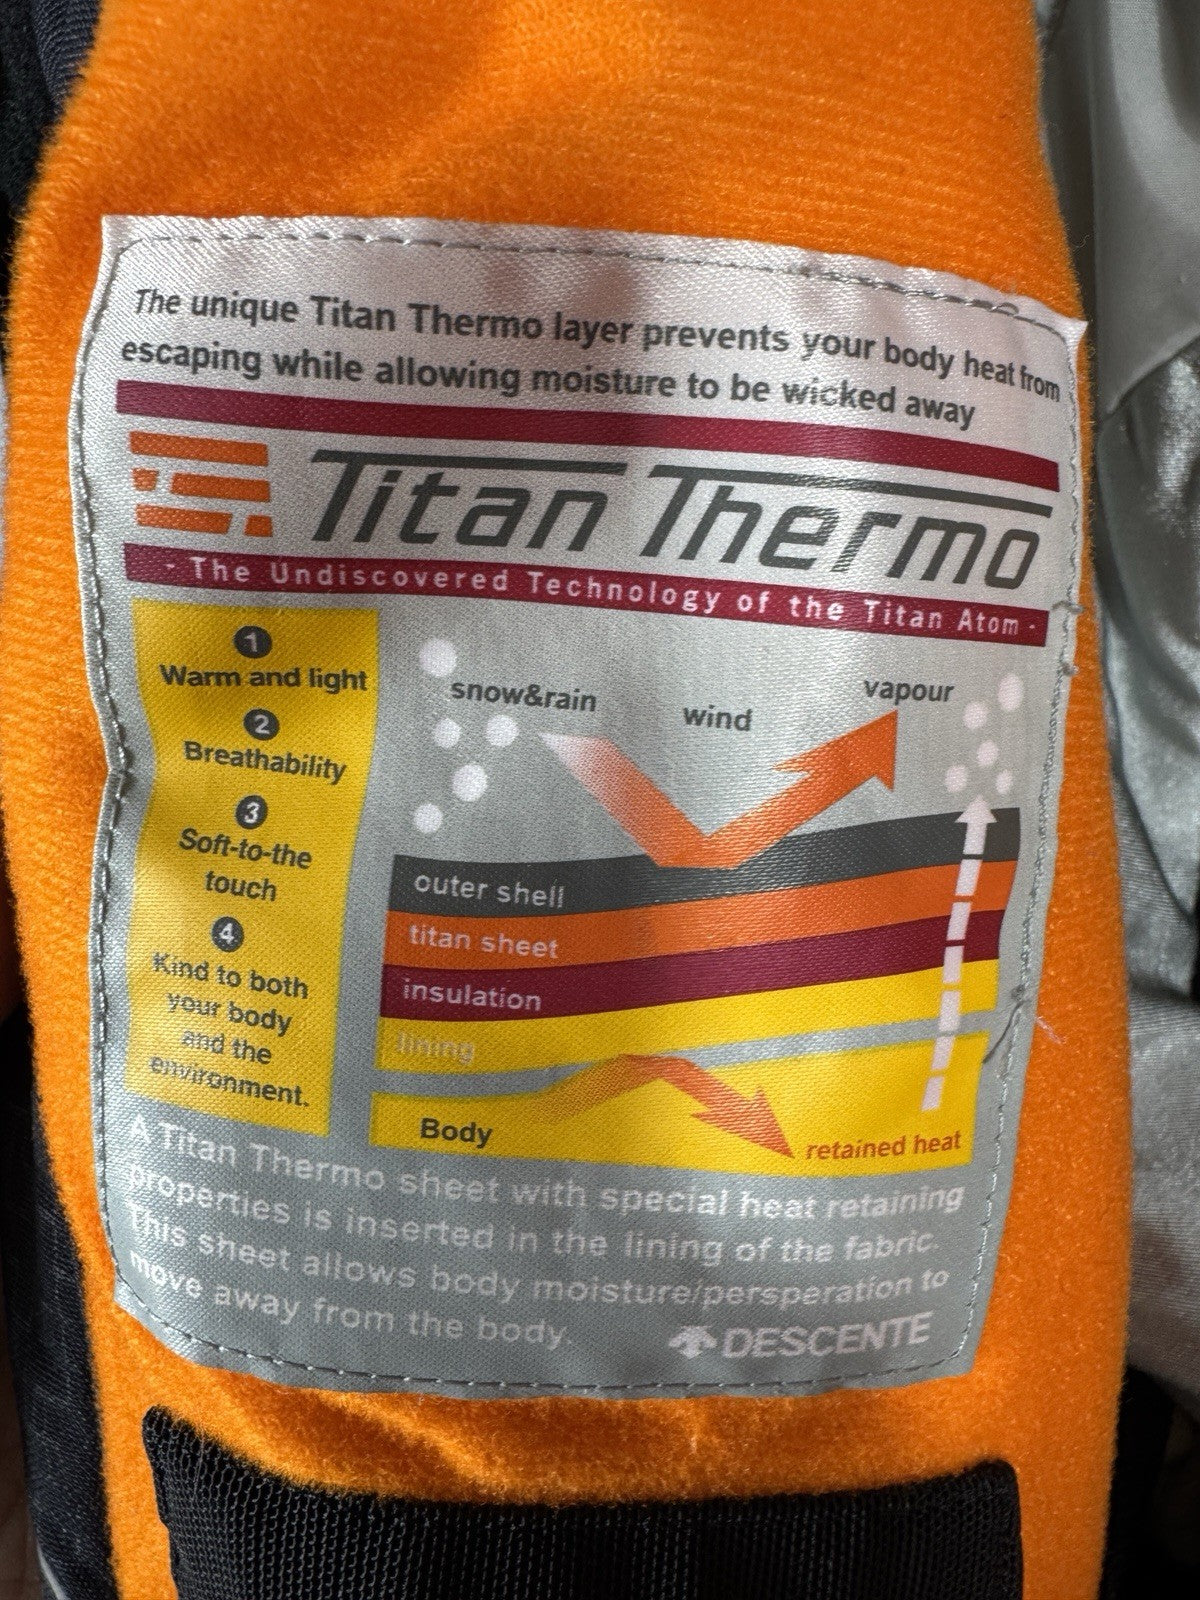 The unique Titan Thermo layer prevents your body heat from
escaping while allowing moisture to be wicked away
Titan Thermo
- The Undiscovered Technology of the Titan Atom -
1
Warm and light
2
Breathability
3
Soft-to-the
touch
4
Kind to both
your body
and the
environment.
snow&rain
wind
vapour
outer shell
titan sheet
insulation
lining
Body
retained heat
A Titan Thermo sheet with special heat retaining
properties is inserted in the lining of the fabric.
This sheet allows body moisture/persperation to
move away from the body.
DESCENTE